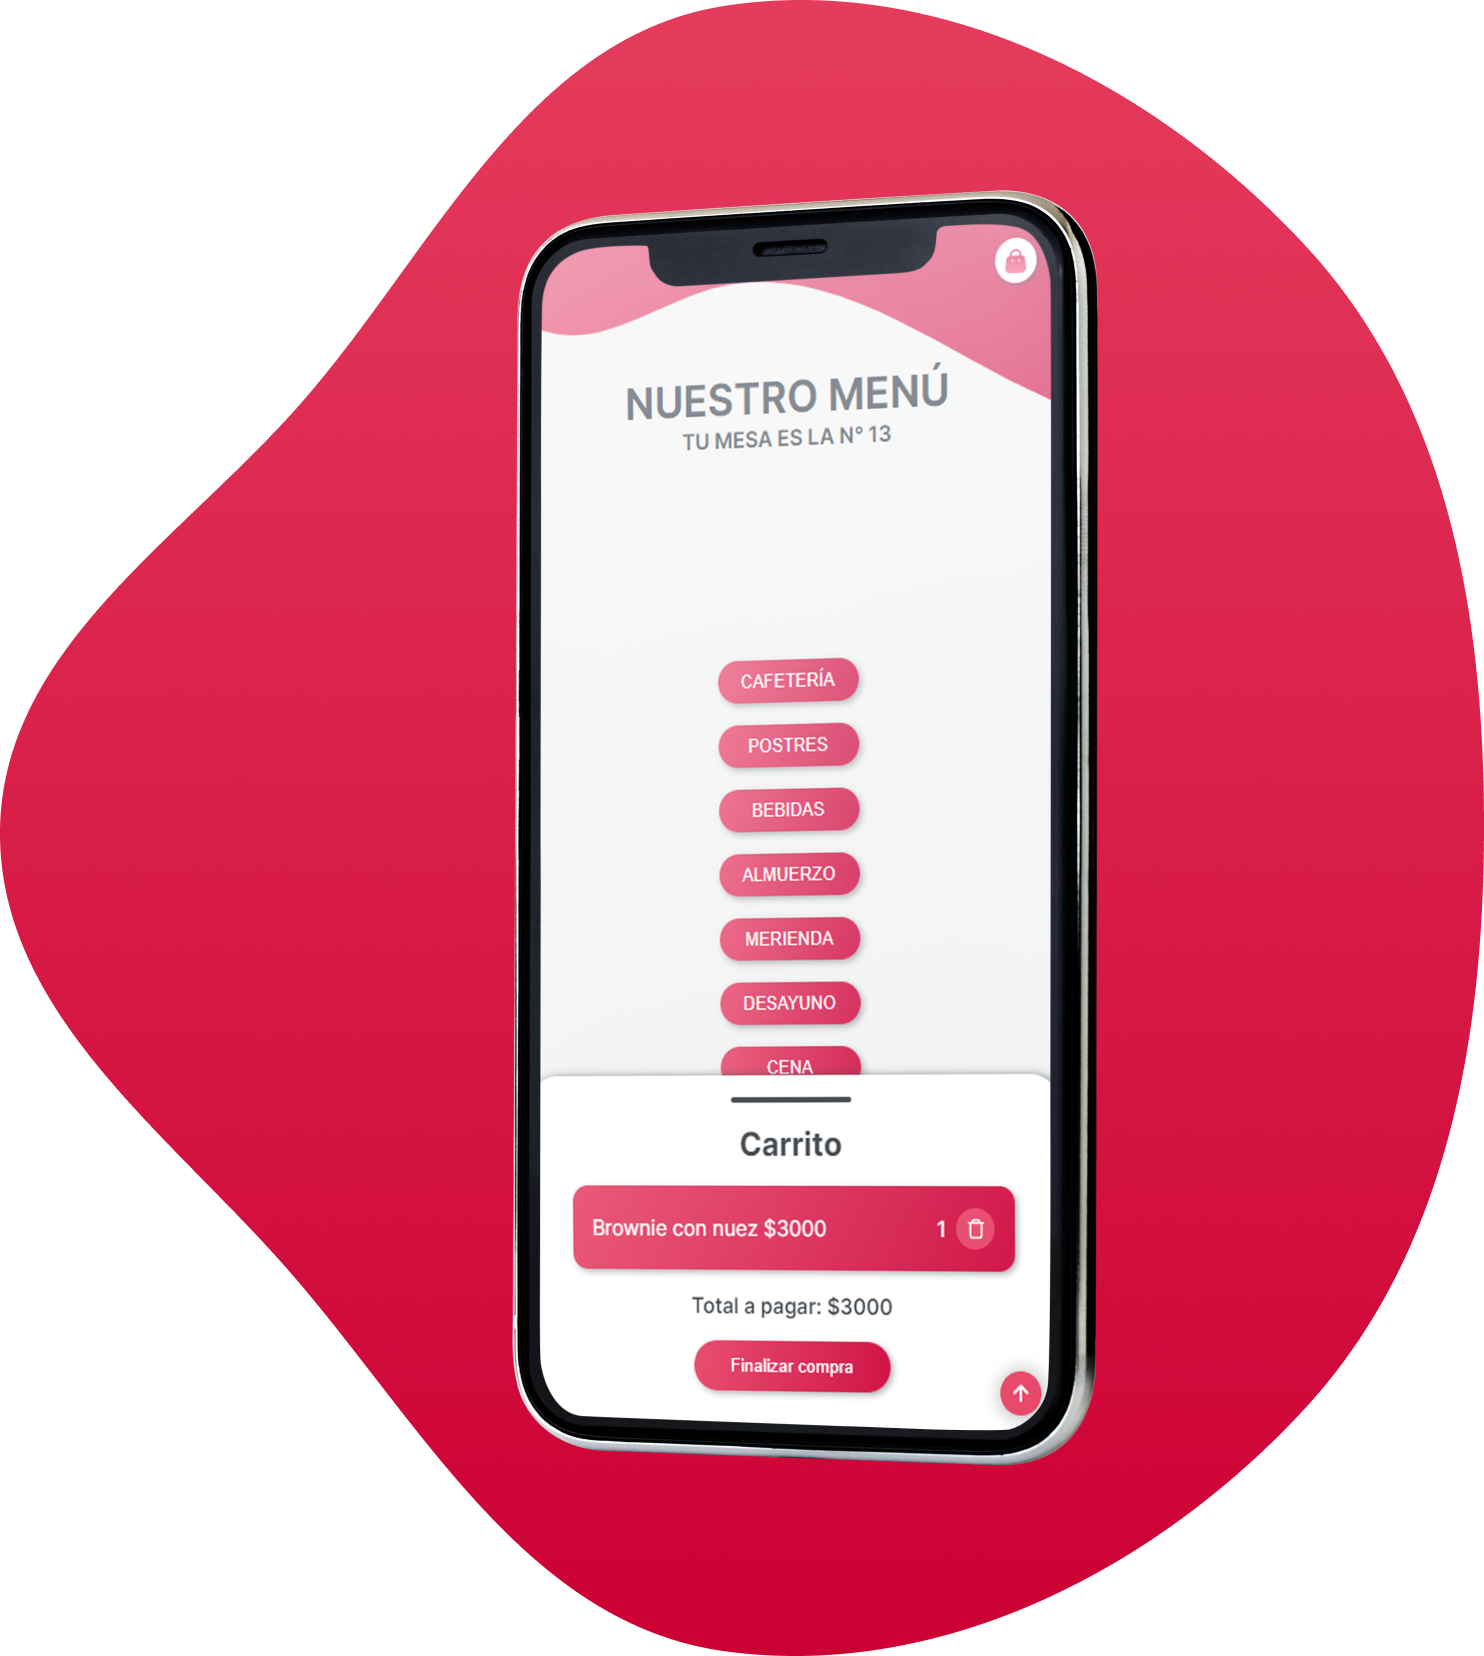 NUESTRO MENÚ
TU MESA ES LA N° 13
CAFETERÍA
POSTRES
BEBIDAS
ALMUERZO
MERIENDA
DESAYUNO
CENA
Carrito
Brownie con nuez $3000 1
Total a pagar: $3000
Finalizar compra